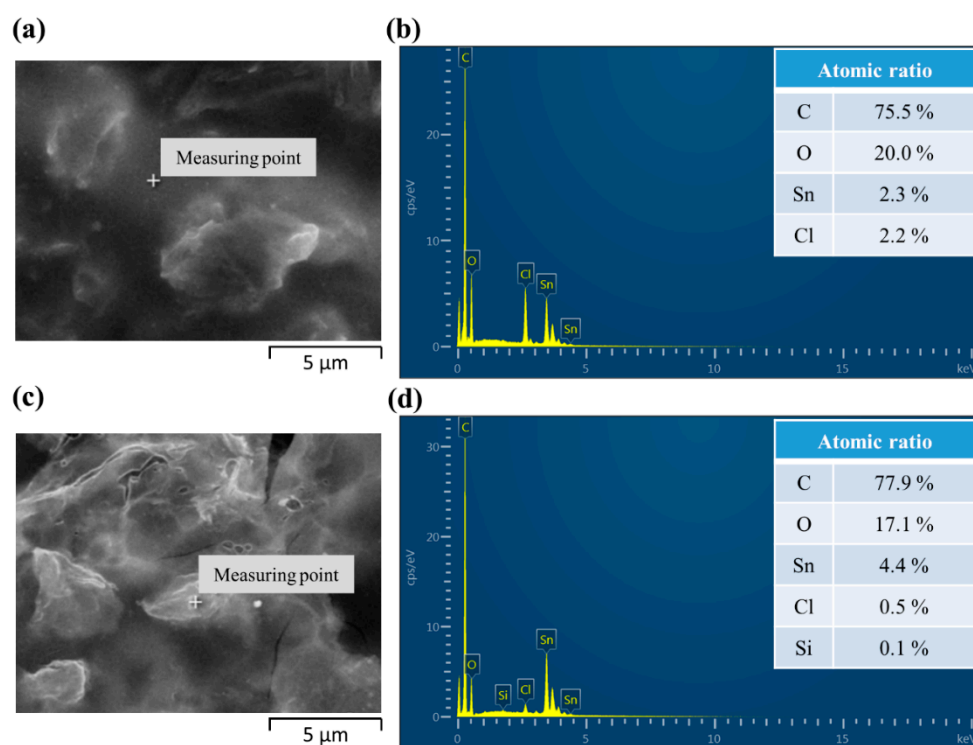 (a)
Measuring point
5 μm
(b)
C
O
Cl
Sn
Sn
cps/eV
20
10
0
0
5
10
15
keV
Atomic ratio
C 75.5 %
O 20.0 %
Sn 2.3 %
Cl 2.2 %
(c)
Measuring point
5 μm
(d)
C
O
Si
Cl
Sn
Sn
cps/eV
30
20
10
0
0
5
10
15
keV
Atomic ratio
C 77.9 %
O 17.1 %
Sn 4.4 %
Cl 0.5 %
Si 0.1 %